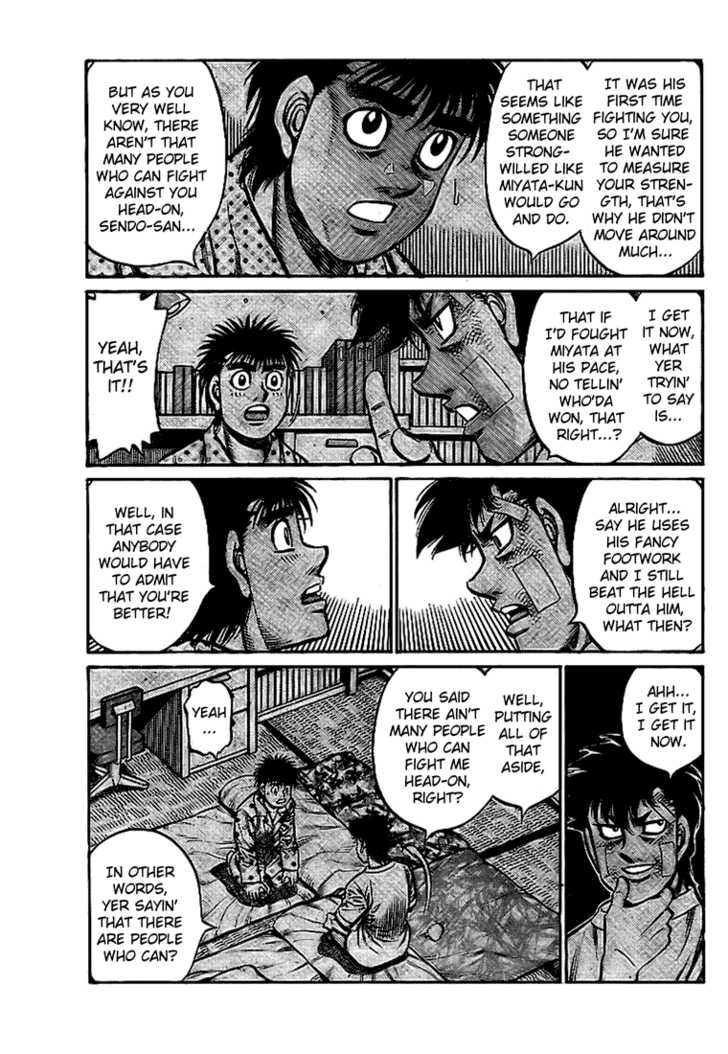 IT WAS HIS
FIRST TIME
FIGHTING YOU,
SO I'M SURE
HE WANTED
TO MEASURE
YOUR STREN-
GTH, THAT'S
WHY HE DIDN'T
MOVE AROUND
MUCH...
THAT
SEEMS LIKE
SOMETHING
SOMEONE
STRONG-
WILLED LIKE
MIYATA-KUN
WOULD GO
AND DO.
BUT AS YOU
VERY WELL
KNOW, THERE
AREN'T THAT
MANY PEOPLE
WHO CAN FIGHT
AGAINST YOU
HEAD-ON,
SENDO-SAN...
I GET
IT NOW,
WHAT
YER
TRYIN'
TO SAY
IS...
THAT IF
I'D FOUGHT
MIYATA AT
HIS PACE,
NO TELLIN'
WHO'DA
WON, THAT
RIGHT...?
YEAH,
THAT'S
IT!!
ALRIGHT...
SAY HE USES
HIS FANCY
FOOTWORK
AND I STILL
BEAT THE HELL
OUTTA HIM,
WHAT THEN?
WELL, IN
THAT CASE
ANYBODY
WOULD HAVE
TO ADMIT
THAT YOU'RE
BETTER!
AHH...
I GET IT,
I GET IT
NOW.
WELL,
PUTTING
ALL OF
THAT
ASIDE,
YOU SAID
THERE AIN'T
MANY PEOPLE
WHO CAN
FIGHT ME
HEAD-ON,
RIGHT?
YEAH
...
IN OTHER
WORDS,
YER SAYIN'
THAT THERE
ARE PEOPLE
WHO CAN?